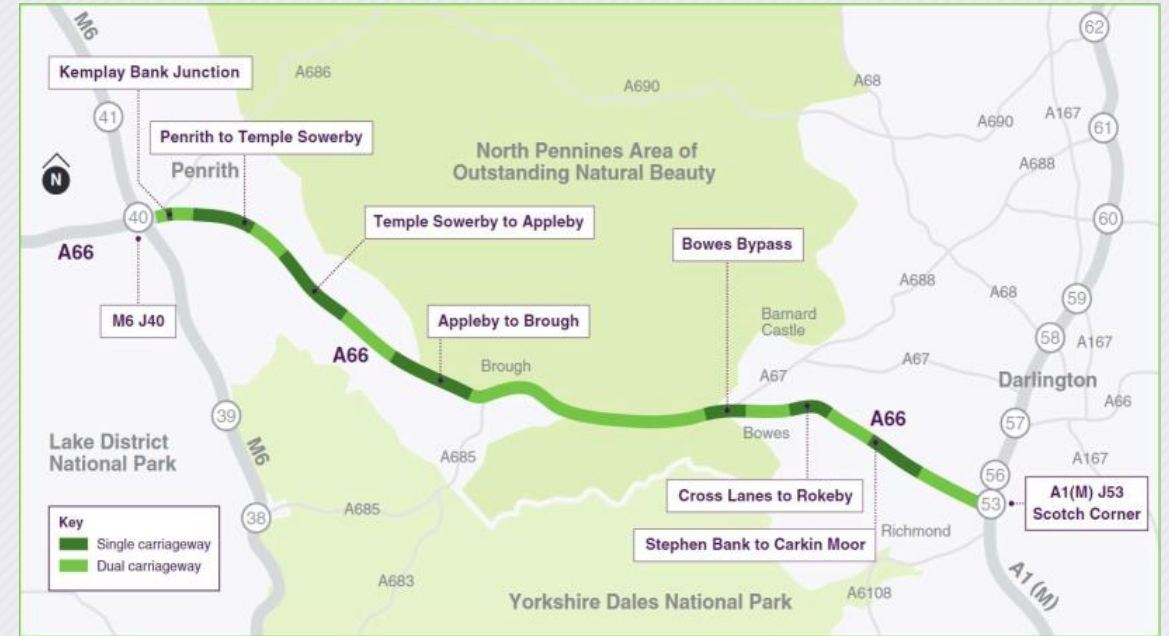 M6
62
Kemplay Bank Junction
A686
A690
A68
41
A167
A690
61
Penrith to Temple Sowerby
North Pennines Area of
Outstanding Natural Beauty
A688
N
Penrith
40
Temple Sowerby to Appleby
60
A66
Bowes Bypass
A688
A68
59
M6 J40
Appleby to Brough
Barnard
Castle
58
A167
A66
Brough
A67
A67
Darlington
A66
39
A66
57
Lake District
National Park
M6
Bowes
A685
A167
56
Cross Lanes to Rokeby
53
A1(M) J53
Scotch Corner
38
A685
Key
Single carriageway
Dual carriageway
Stephen Bank to Carkin Moor
Richmond
A683
Yorkshire Dales National Park
A6108
A1 (M)